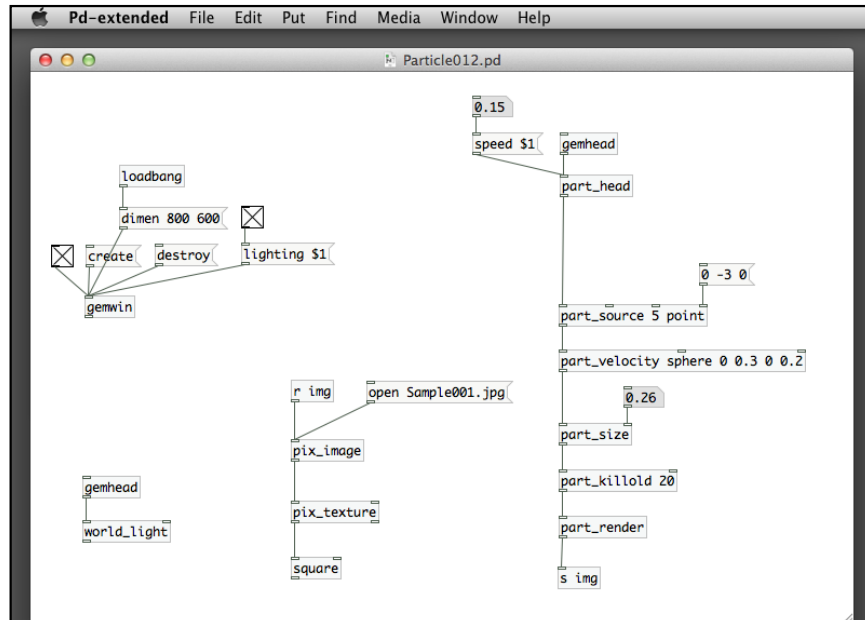 Pd-extended File Edit Put Find Media Window Help
Particle012.pd
0.15
speed $1
gemhead
part_head
loadbang
dimen 800 600
create
destroy
lighting $1
gemwin
0 -3 0
part_source 5 point
part_velocity sphere 0 0.3 0 0.2
r img
open Sample001.jpg
0.26
pix_image
part_size
gemhead
part_killold 20
pix_texture
world_light
part_render
square
s img